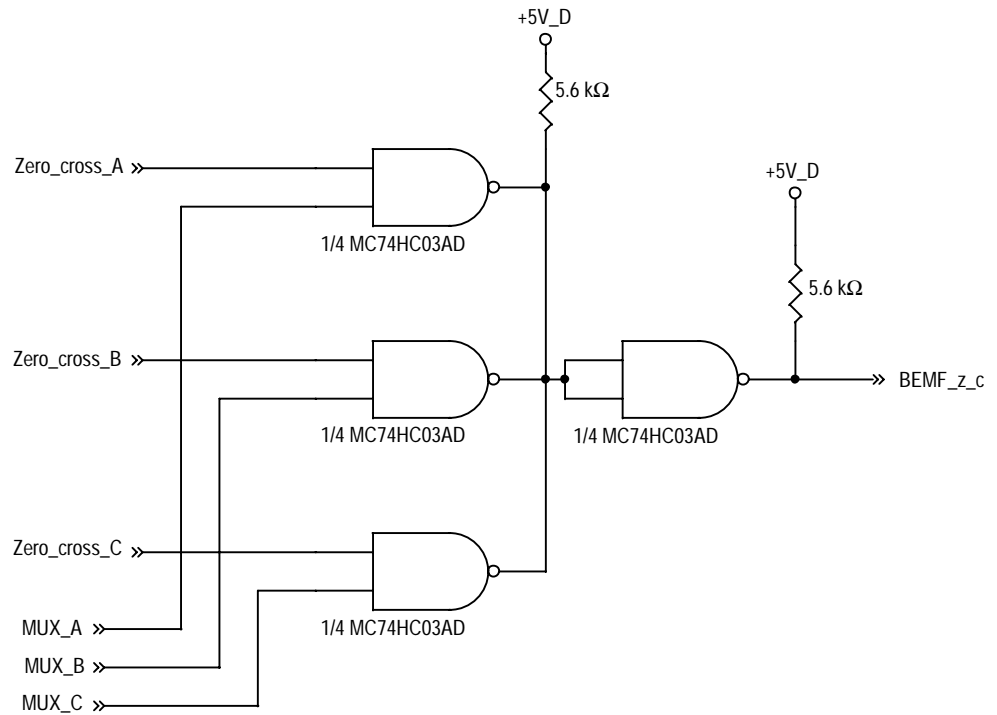 +5V_D
5.6 kΩ
Zero_cross_A
+5V_D
1/4 MC74HC03AD
5.6 kΩ
Zero_cross_B
BEMF_z_c
1/4 MC74HC03AD
1/4 MC74HC03AD
Zero_cross_C
MUX_A
1/4 MC74HC03AD
MUX_B
MUX_C